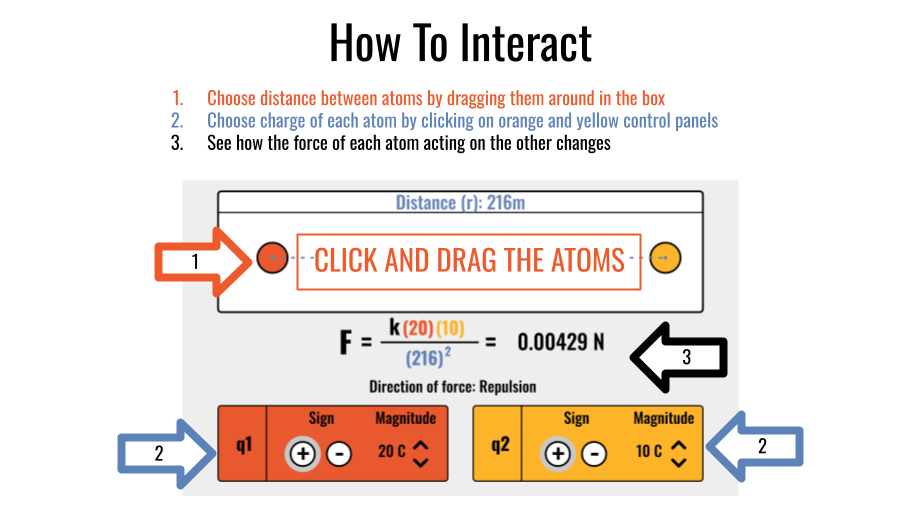 How To Interact
1. Choose distance between atoms by dragging them around in the box
2. Choose charge of each atom by clicking on orange and yellow control panels
3. See how the force of each atom acting on the other changes
Distance (r): 216m
1
CLICK AND DRAG THE ATOMS
F = k(20)(10) / (216)² = 0.00429 N
3
Direction of force: Repulsion
2
q1
Sign
+ -
Magnitude
20 C
q2
Sign
+ -
Magnitude
10 C
2